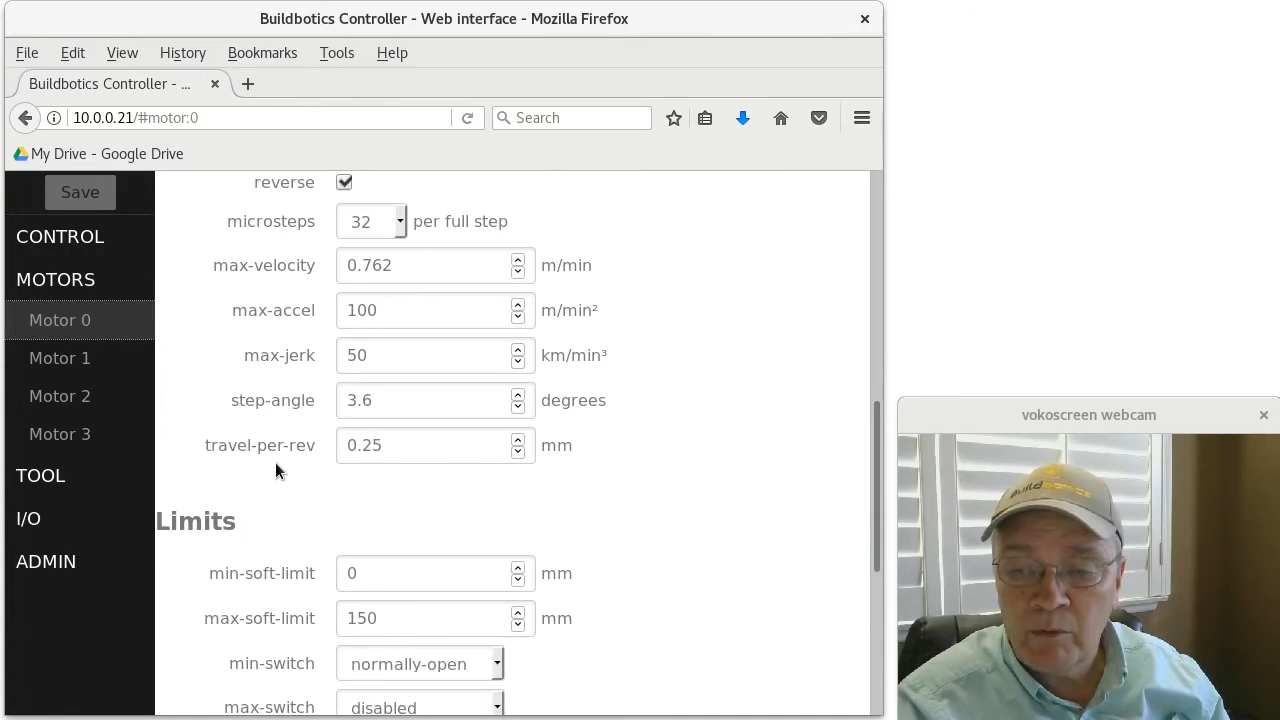 Buildbotics Controller - Web interface - Mozilla Firefox
File Edit View History Bookmarks Tools Help
Buildbotics Controller - ...
10.0.0.21/#motor:0 Search
My Drive - Google Drive
Save
CONTROL
MOTORS
Motor 0
Motor 1
Motor 2
Motor 3
TOOL
I/O
ADMIN
reverse
microsteps 32 per full step
max-velocity 0.762 m/min
max-accel 100 m/min²
max-jerk 50 km/min³
step-angle 3.6 degrees
travel-per-rev 0.25 mm
Limits
min-soft-limit 0 mm
max-soft-limit 150 mm
min-switch normally-open
max-switch disabled
vokoscreen webcam
Buildbotics